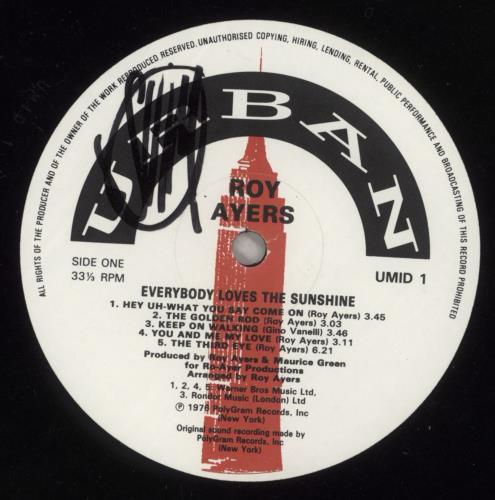 ALL RIGHTS OF THE PRODUCER AND OF THE OWNER OF THE WORK REPRODUCED RESERVED. UNAUTHORISED COPYING, HIRING, LENDING, RENTAL, PUBLIC PERFORMANCE AND BROADCASTING OF THIS RECORD PROHIBITED
URBAN
ROY
AYERS
SIDE ONE
33⅓ RPM
UMID 1
EVERYBODY LOVES THE SUNSHINE
1. HEY UH-WHAT YOU SAY COME ON (Roy Ayers) 3.45
2. THE GOLDEN ROD (Roy Ayers) 3.03
3. KEEP ON WALKING (Gino Vanelli) 3.46
4. YOU AND ME MY LOVE (Roy Ayers) 3.11
5. THE THIRD EYE (Roy Ayers) 6.21
Produced by Roy Ayers & Maurice Green
for Ro-Ayer Productions
Arranged by Roy Ayers
1, 2, 4, 5. Warner Bros Music Ltd,
3. Rondor Music (London) Ltd
Ⓟ 1976 PolyGram Records, Inc
(New York)
Original sound recording made by
PolyGram Records, Inc
(New York)